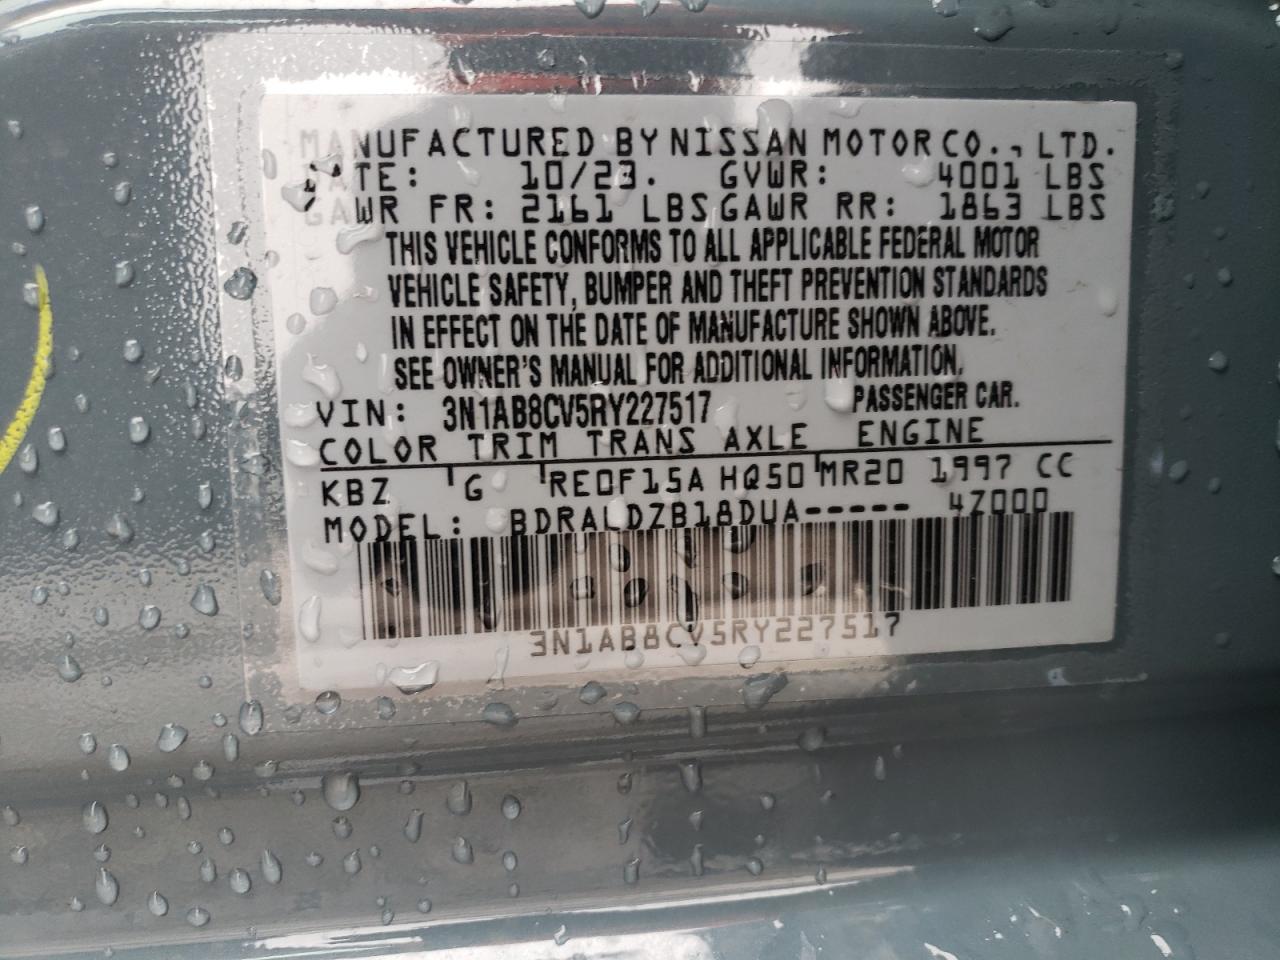 MANUFACTURED BY NISSAN MOTOR CO., LTD.
DATE: 10/23. GVWR: 4001 LBS
GAWR FR: 2161 LBS GAWR RR: 1863 LBS
THIS VEHICLE CONFORMS TO ALL APPLICABLE FEDERAL MOTOR
VEHICLE SAFETY, BUMPER AND THEFT PREVENTION STANDARDS
IN EFFECT ON THE DATE OF MANUFACTURE SHOWN ABOVE.
SEE OWNER'S MANUAL FOR ADDITIONAL INFORMATION.
VIN: 3N1AB8CV5RY227517 PASSENGER CAR.
COLOR TRIM TRANS AXLE ENGINE
KBZ G RE0F15A HQ50 MR20 1997 CC
MODEL: BDRALDZB18DUA----- 4Z000
3N1AB8CV5RY227517